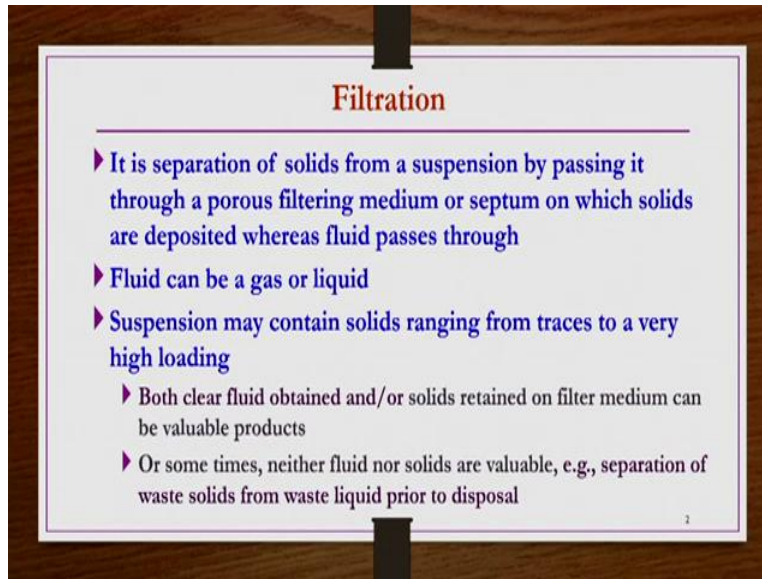 Filtration
It is separation of solids from a suspension by passing it
through a porous filtering medium or septum on which solids
are deposited whereas fluid passes through
Fluid can be a gas or liquid
Suspension may contain solids ranging from traces to a very
high loading
Both clear fluid obtained and/or solids retained on filter medium can
be valuable products
Or some times, neither fluid nor solids are valuable, e.g., separation of
waste solids from waste liquid prior to disposal
2